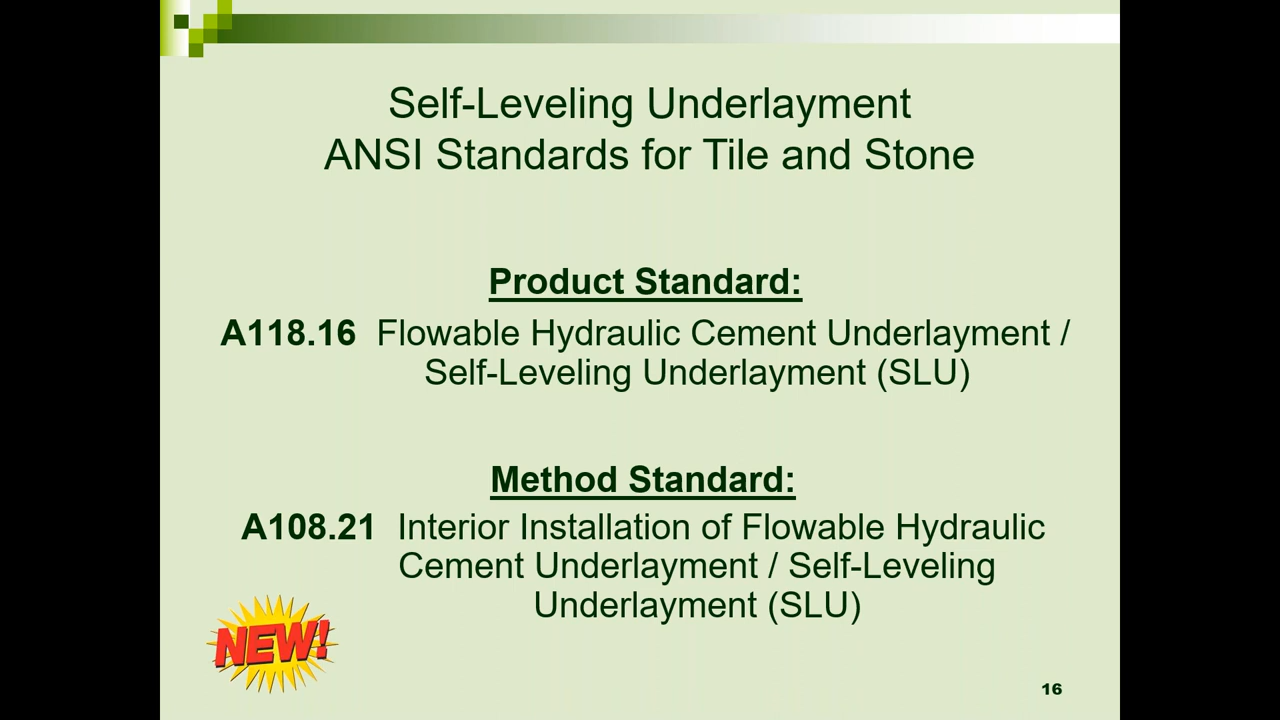 Self-Leveling Underlayment
ANSI Standards for Tile and Stone
Product Standard:
A118.16 Flowable Hydraulic Cement Underlayment /
Self-Leveling Underlayment (SLU)
Method Standard:
A108.21 Interior Installation of Flowable Hydraulic
Cement Underlayment / Self-Leveling
Underlayment (SLU)
NEW!
16